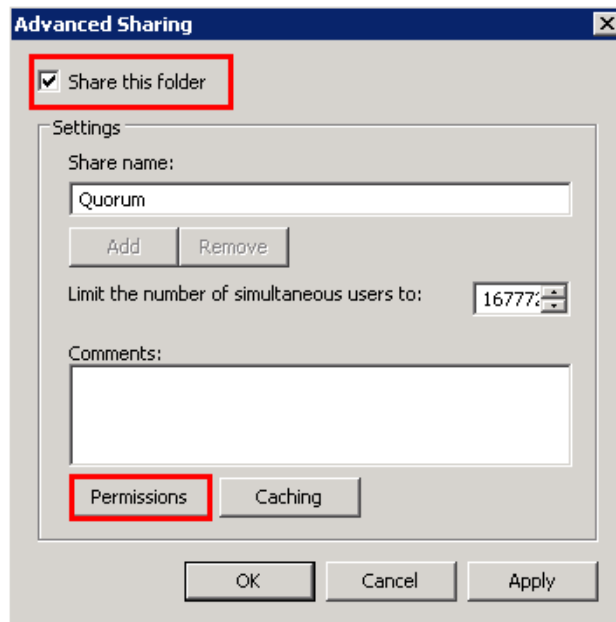 Advanced Sharing
Share this folder
Settings
Share name:
Quorum
Add Remove
Limit the number of simultaneous users to:
Comments:
Permissions Caching
OK Cancel Apply